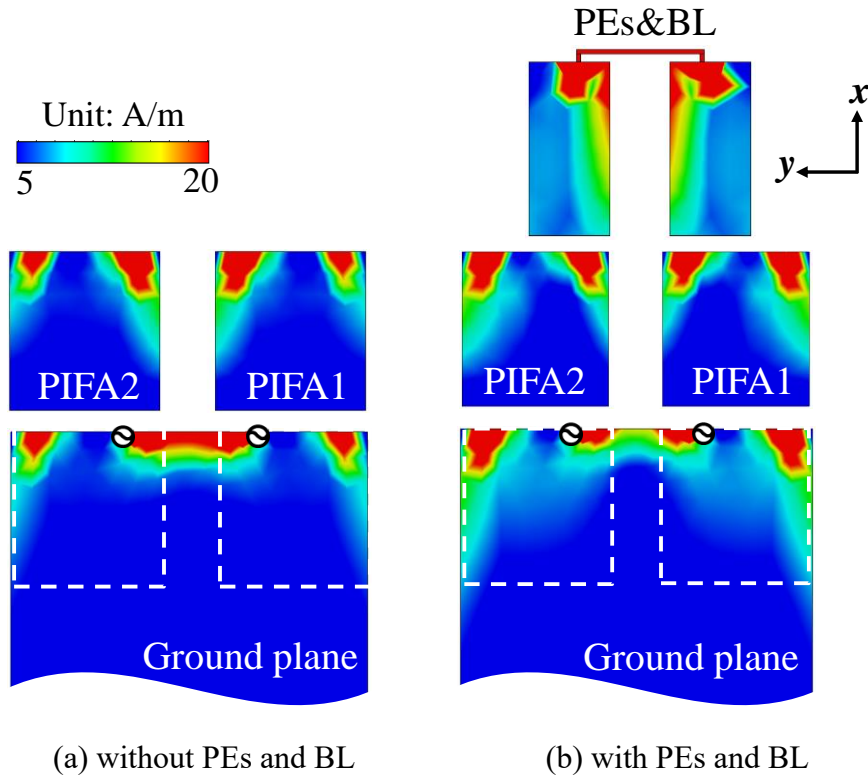 PEs&BL
Unit: A/m
5 20
x
y
PIFA2 PIFA1
PIFA2 PIFA1
Ground plane
Ground plane
(a) without PEs and BL
(b) with PEs and BL